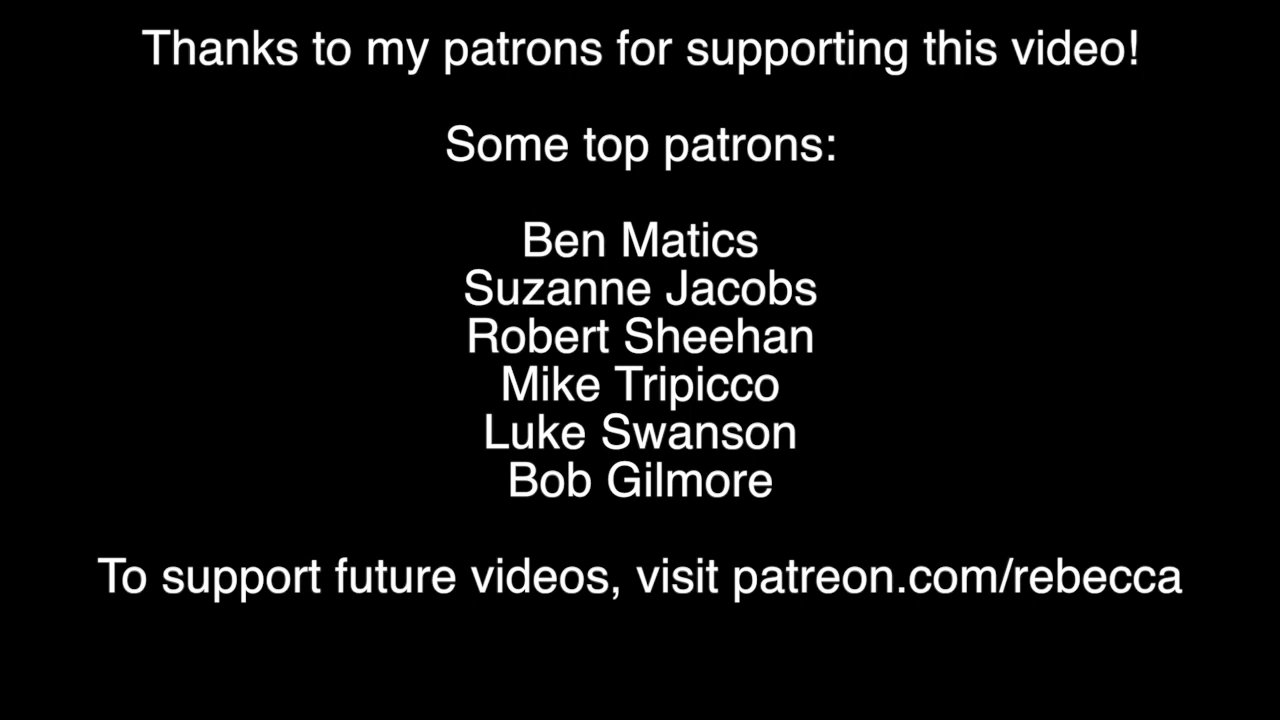 Thanks to my patrons for supporting this video!
Some top patrons:
Ben Matics
Suzanne Jacobs
Robert Sheehan
Mike Tripicco
Luke Swanson
Bob Gilmore
To support future videos, visit patreon.com/rebecca